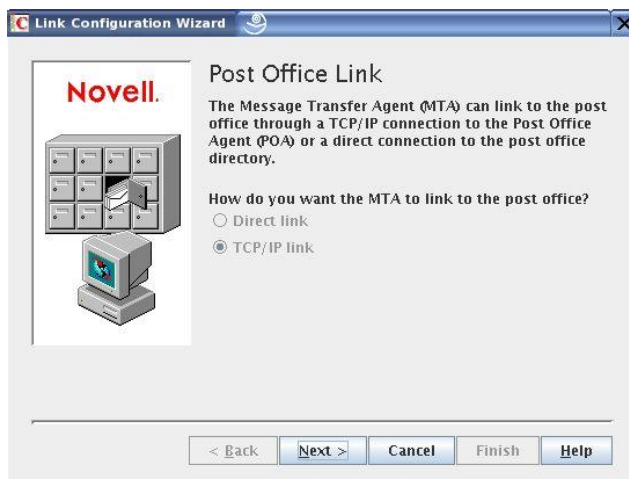 Link Configuration Wizard
Novell.
Post Office Link
The Message Transfer Agent (MTA) can link to the post
office through a TCP/IP connection to the Post Office
Agent (POA) or a direct connection to the post office
directory.
How do you want the MTA to link to the post office?
Direct link
TCP/IP link
< Back
Next >
Cancel
Finish
Help